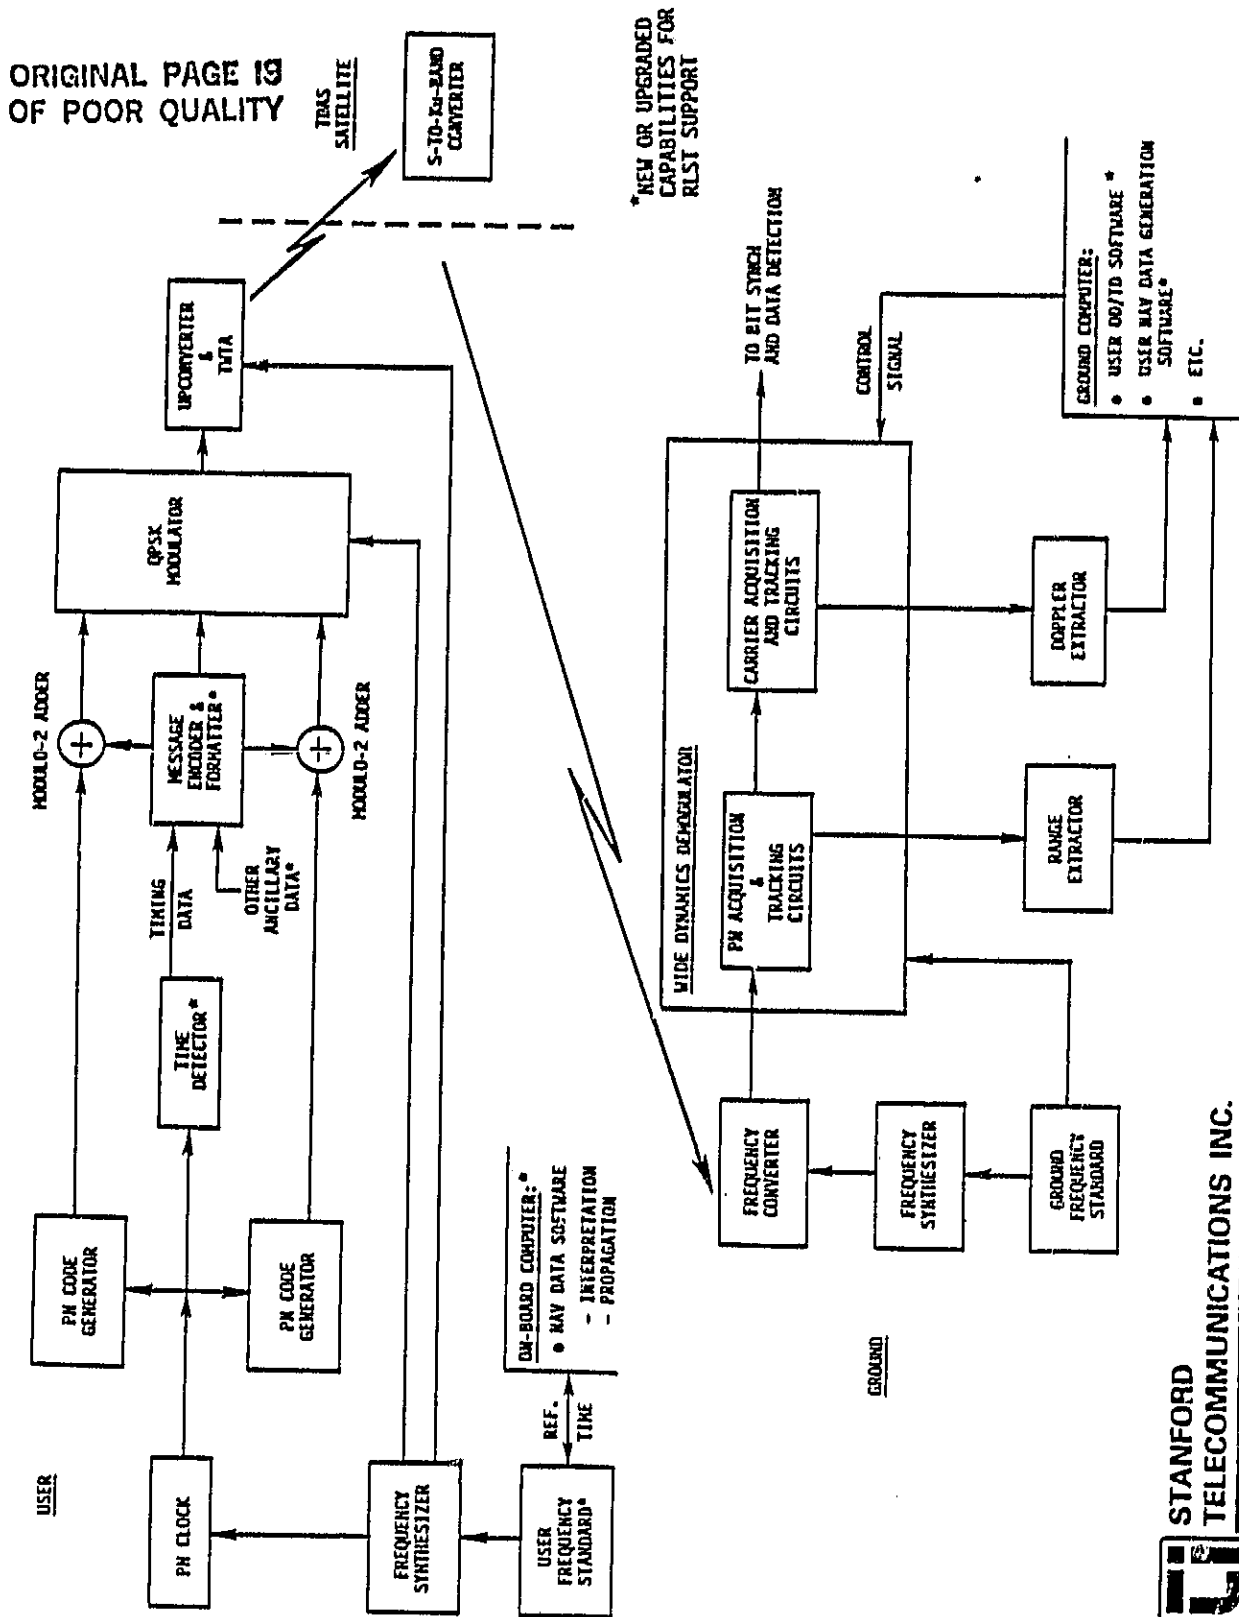 ORIGINAL PAGE IS
OF POOR QUALITY
USER
PN CLOCK
FREQUENCY
SYNTHESIZER
USER
FREQUENCY
STANDARD*
REF.
TIME
ON-BOARD COMPUTER:*
• NAV DATA SOFTWARE
- INTERPRETATION
- PROPAGATION
PN CODE
GENERATOR
PN CODE
GENERATOR
TIME
DETECTOR*
TIMING
DATA
OTHER
ANCILLARY
DATA*
MODULO-2 ADDER
MESSAGE
ENCODER &
FORMATTER*
MODULO-2 ADDER
QPSK
MODULATOR
UPCONVERTER
&
TWTA
TDAS
SATELLITE
S-TO-Ku-BAND
CONVERTER
*NEW OR UPGRADED
CAPABILITIES FOR
RLST SUPPORT
GROUND
FREQUENCY
CONVERTER
FREQUENCY
SYNTHESIZER
GROUND
FREQUENCY
STANDARD
WIDE DYNAMICS DEMODULATOR
PN ACQUISITION
&
TRACKING
CIRCUITS
CARRIER ACQUISITION
AND TRACKING
CIRCUITS
TO BIT SYNCH
AND DATA DETECTION
CONTROL
SIGNAL
RANGE
EXTRACTOR
DOPPLER
EXTRACTOR
GROUND COMPUTER:
• USER OD/TD SOFTWARE*
• USER NAV DATA GENERATION
SOFTWARE*
• ETC.
STANFORD
TELECOMMUNICATIONS INC.